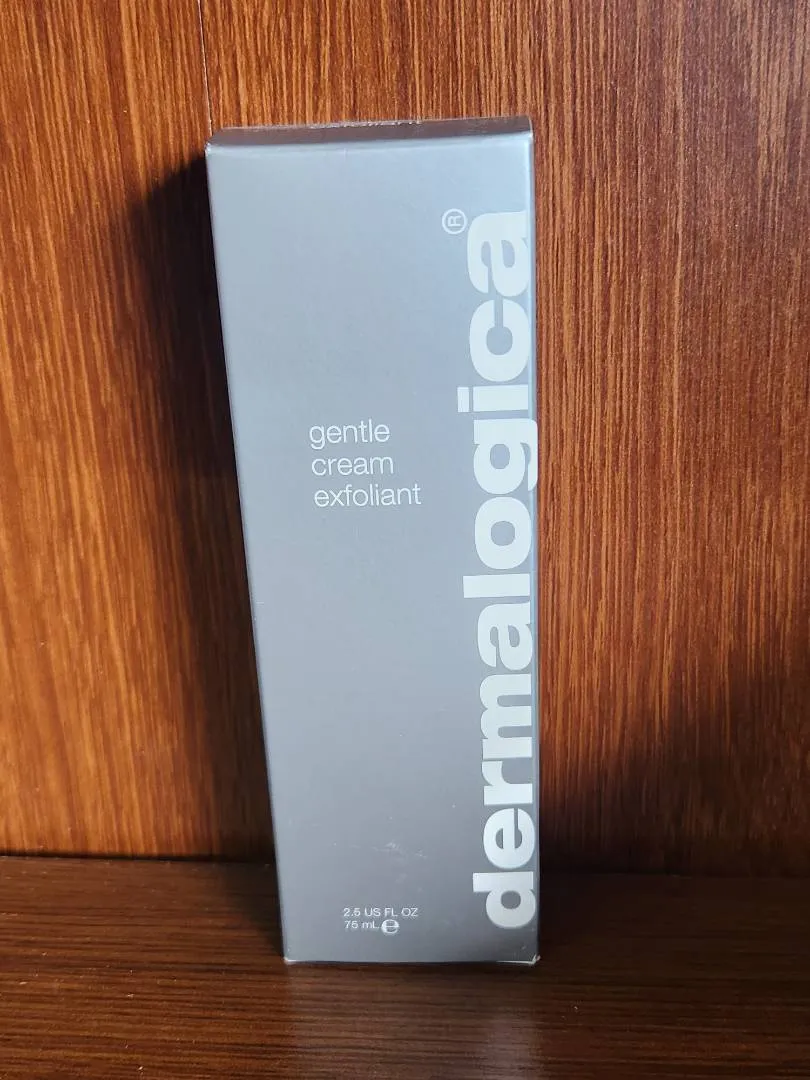 gentle
cream
exfoliant
dermalogica®
2.5 US FL OZ
75 mL ℮